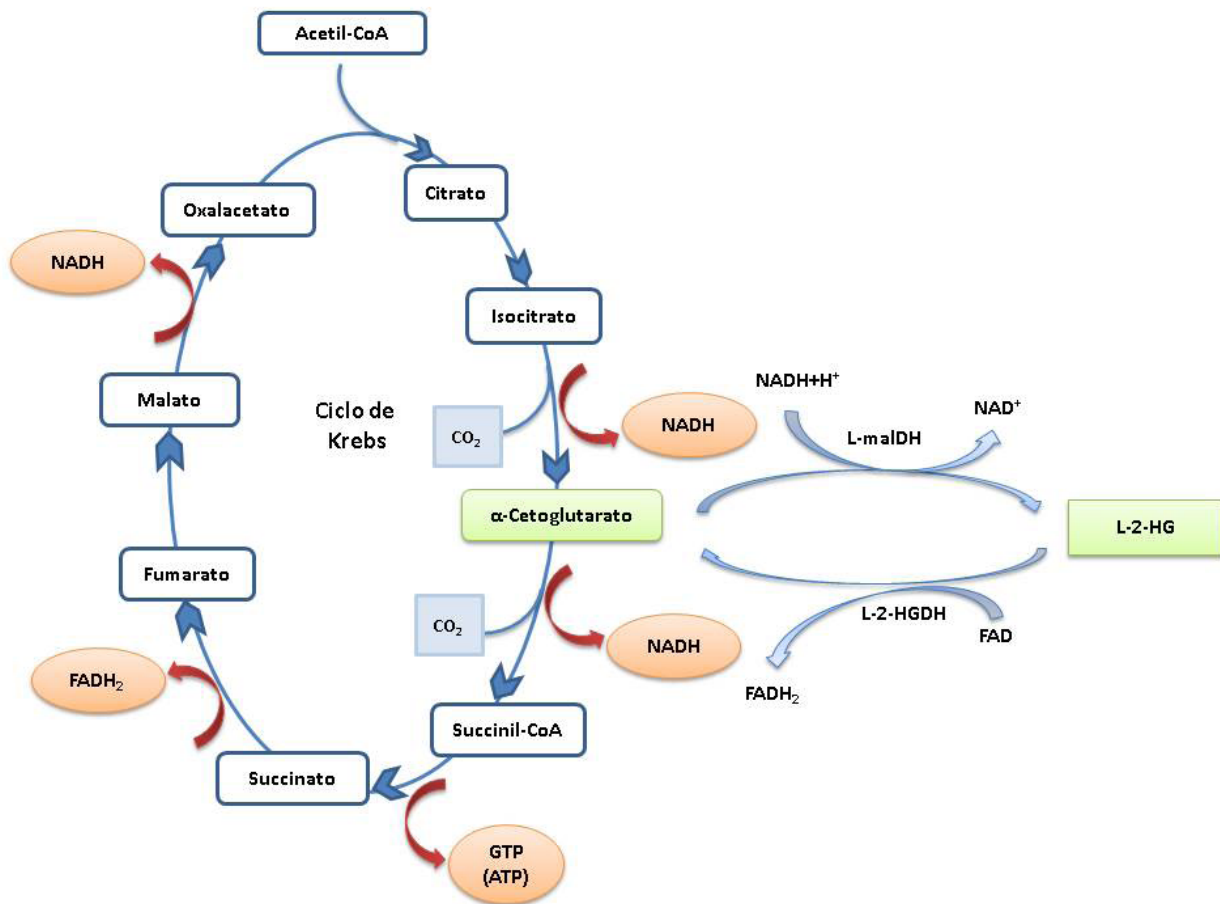 Acetil-CoA
Citrato
Oxalacetato
NADH
Isocitrato
NADH+H⁺
NAD⁺
Malato
Ciclo de
Krebs
CO₂
NADH
L-malDH
α-Cetoglutarato
L-2-HG
Fumarato
CO₂
NADH
L-2-HGDH
FAD
FADH₂
FADH₂
Succinil-CoA
Succinato
GTP
(ATP)